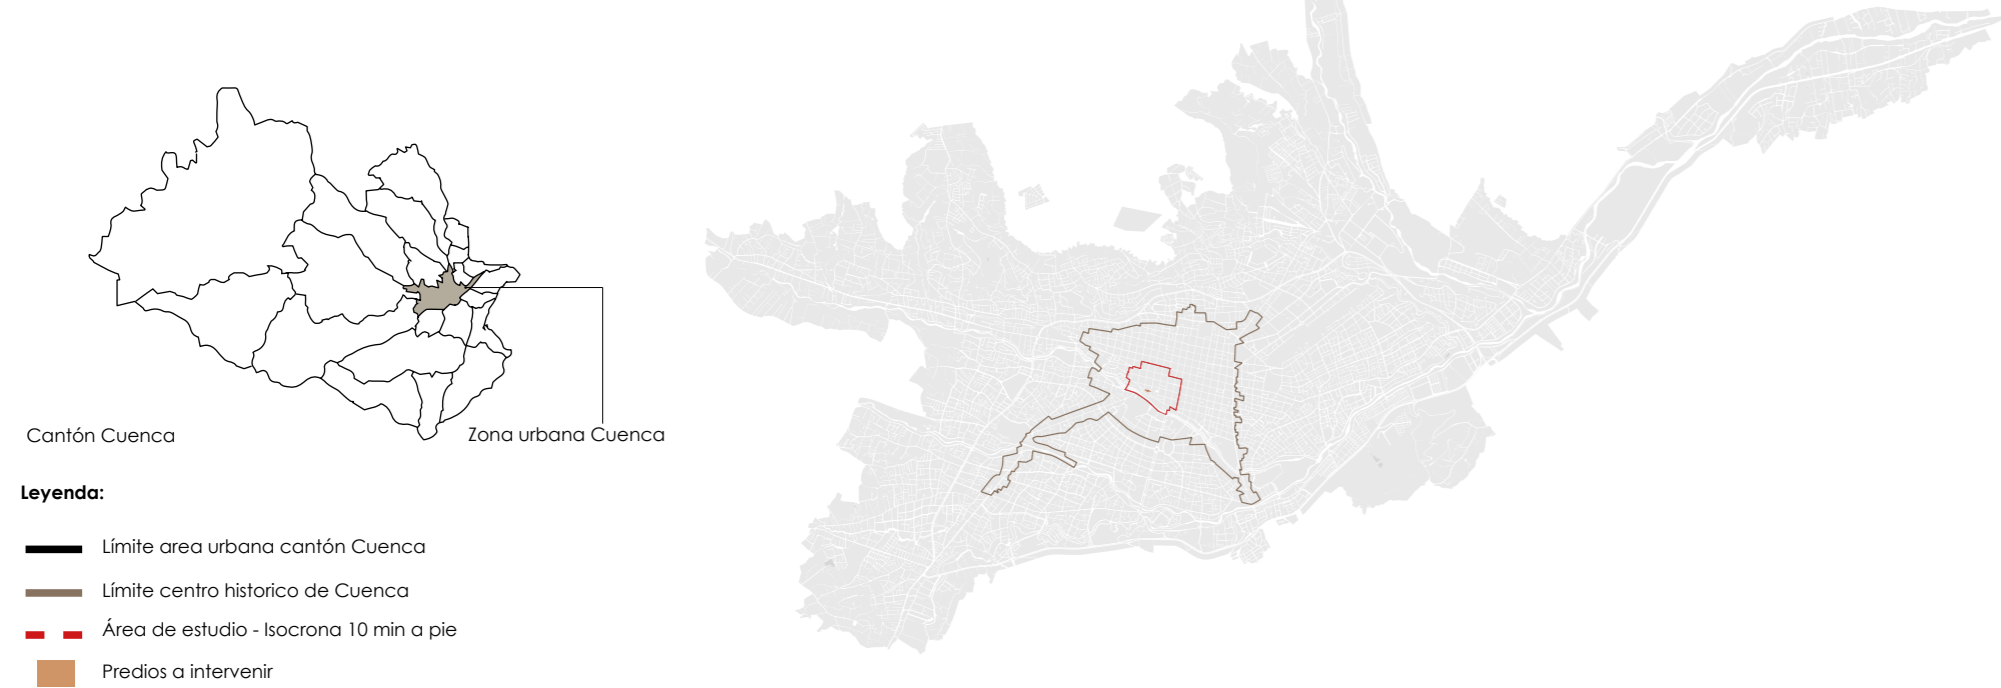 Cantón Cuenca
Zona urbana Cuenca
Leyenda:
Límite area urbana cantón Cuenca
Límite centro historico de Cuenca
Área de estudio - Isocrona 10 min a pie
Predios a intervenir